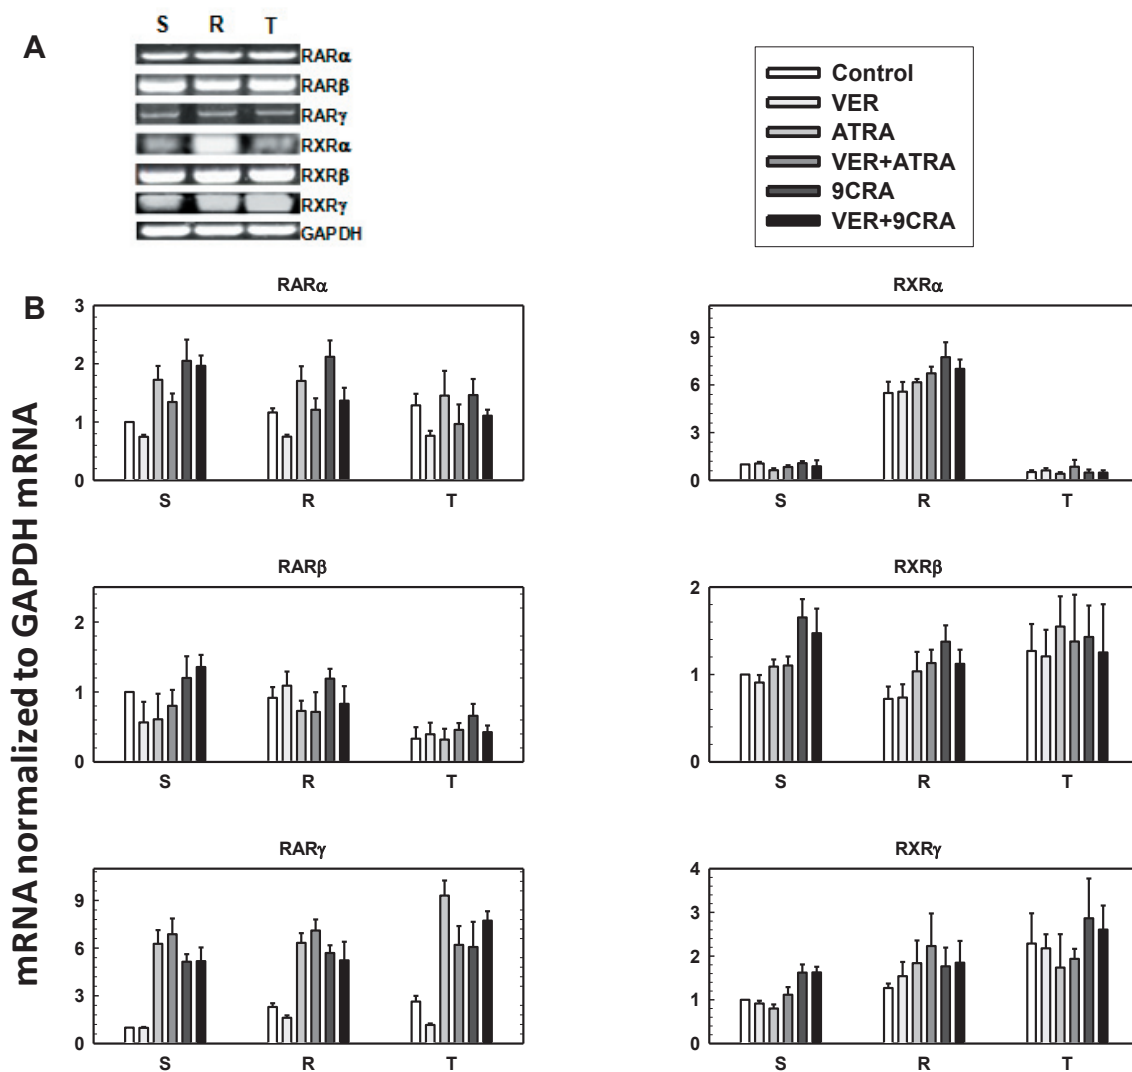 A
S R T
RARα
RARβ
RARγ
RXRα
RXRβ
RXRγ
GAPDH
Control
VER
ATRA
VER+ATRA
9CRA
VER+9CRA
B
mRNA normalized to GAPDH mRNA
RARα
3
2
1
0
S R T
RXRα
9
6
3
0
S R T
RARβ
2
1
0
S R T
RXRβ
2
1
0
S R T
RARγ
9
6
3
0
S R T
RXRγ
4
3
2
1
0
S R T